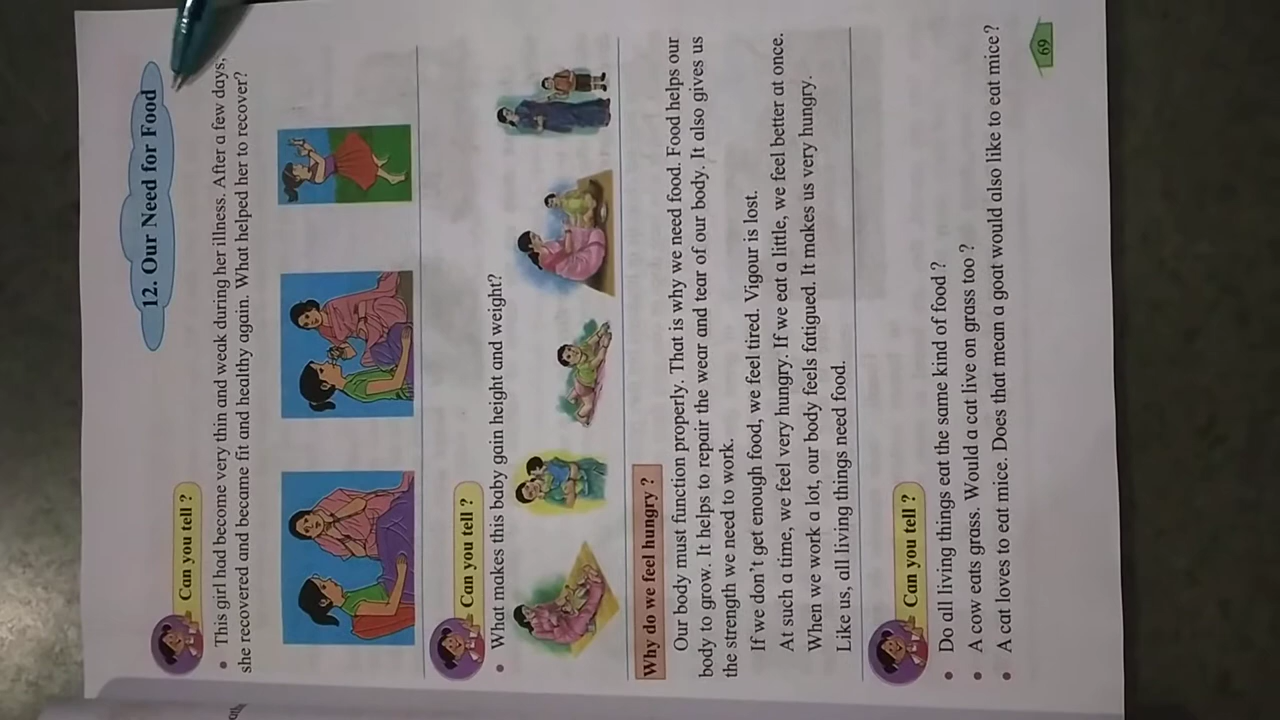 12. Our Need for Food
Can you tell ?
• This girl had become very thin and weak during her illness. After a few days,
she recovered and became fit and healthy again. What helped her to recover?
Can you tell ?
• What makes this baby gain height and weight?
Why do we feel hungry ?
Our body must function properly. That is why we need food. Food helps our
body to grow. It helps to repair the wear and tear of our body. It also gives us
the strength we need to work.
If we don't get enough food, we feel tired. Vigour is lost.
At such a time, we feel very hungry. If we eat a little, we feel better at once.
When we work a lot, our body feels fatigued. It makes us very hungry.
Like us, all living things need food.
Can you tell ?
• Do all living things eat the same kind of food ?
• A cow eats grass. Would a cat live on grass too ?
• A cat loves to eat mice. Does that mean a goat would also like to eat mice ?
69